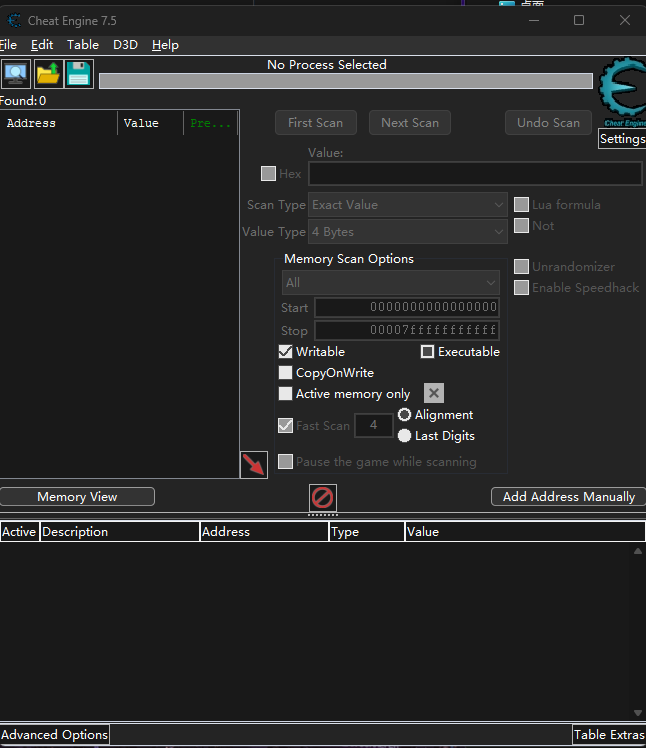 桌面
Cheat Engine 7.5
File Edit Table D3D Help
No Process Selected
Cheat Engine
Found: 0
Settings
Address Value Pre...
First Scan Next Scan Undo Scan
Value:
Hex
Scan Type Exact Value Lua formula
Not
Value Type 4 Bytes
Memory Scan Options
Unrandomizer
All
Enable Speedhack
Start 0000000000000000
Stop 00007fffffffffff
Writable Executable
CopyOnWrite
Active memory only
Fast Scan 4 Alignment
Last Digits
Pause the game while scanning
Memory View Add Address Manually
Active Description Address Type Value
Advanced Options Table Extras